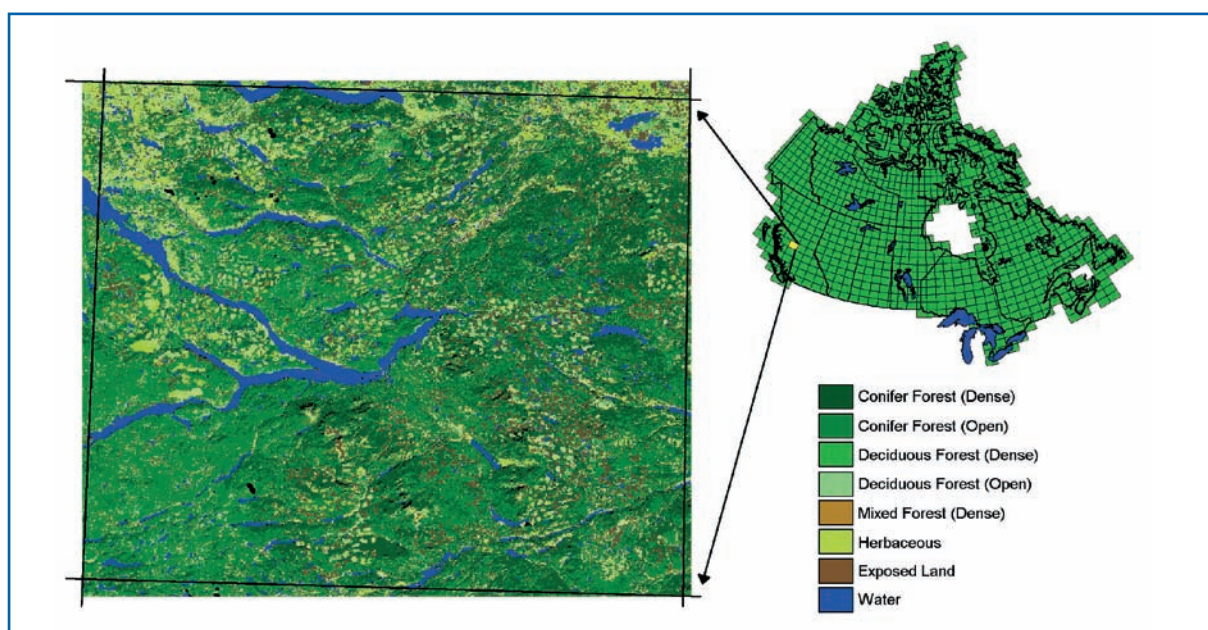 Conifer Forest (Dense)
Conifer Forest (Open)
Deciduous Forest (Dense)
Deciduous Forest (Open)
Mixed Forest (Dense)
Herbaceous
Exposed Land
Water